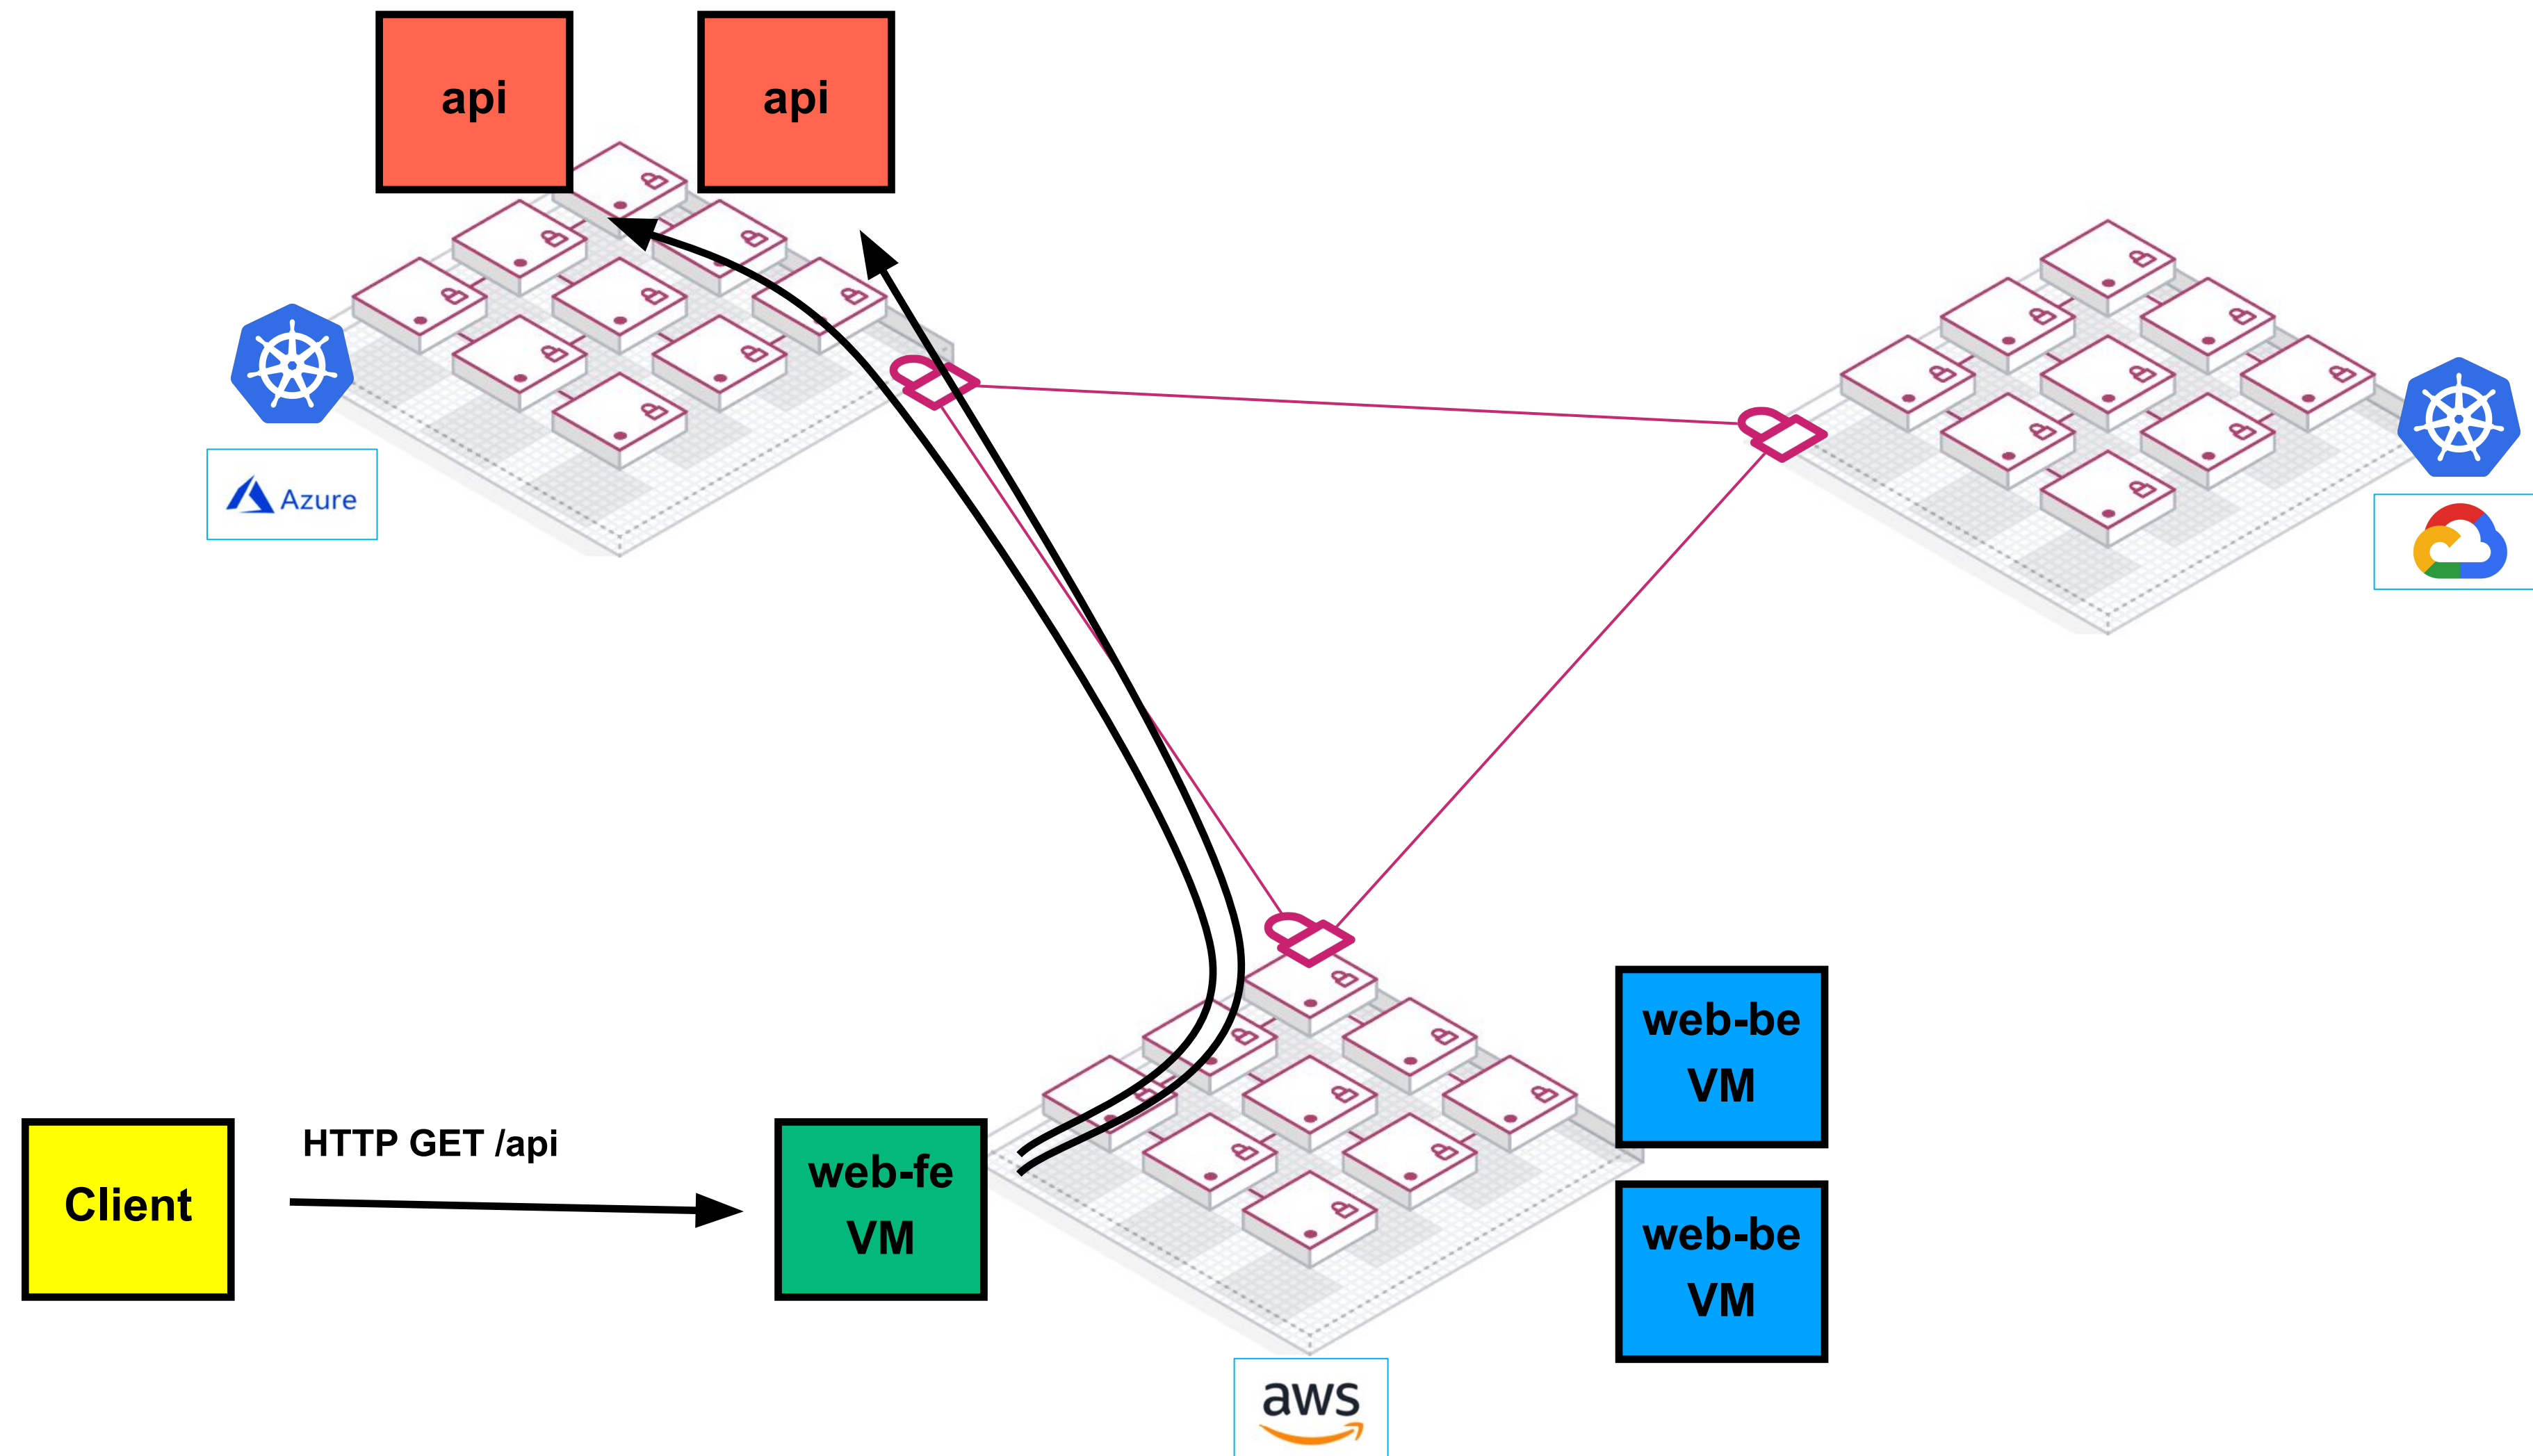 api
api
Azure
HTTP GET /api
Client
web-fe
VM
web-be
VM
web-be
VM
aws